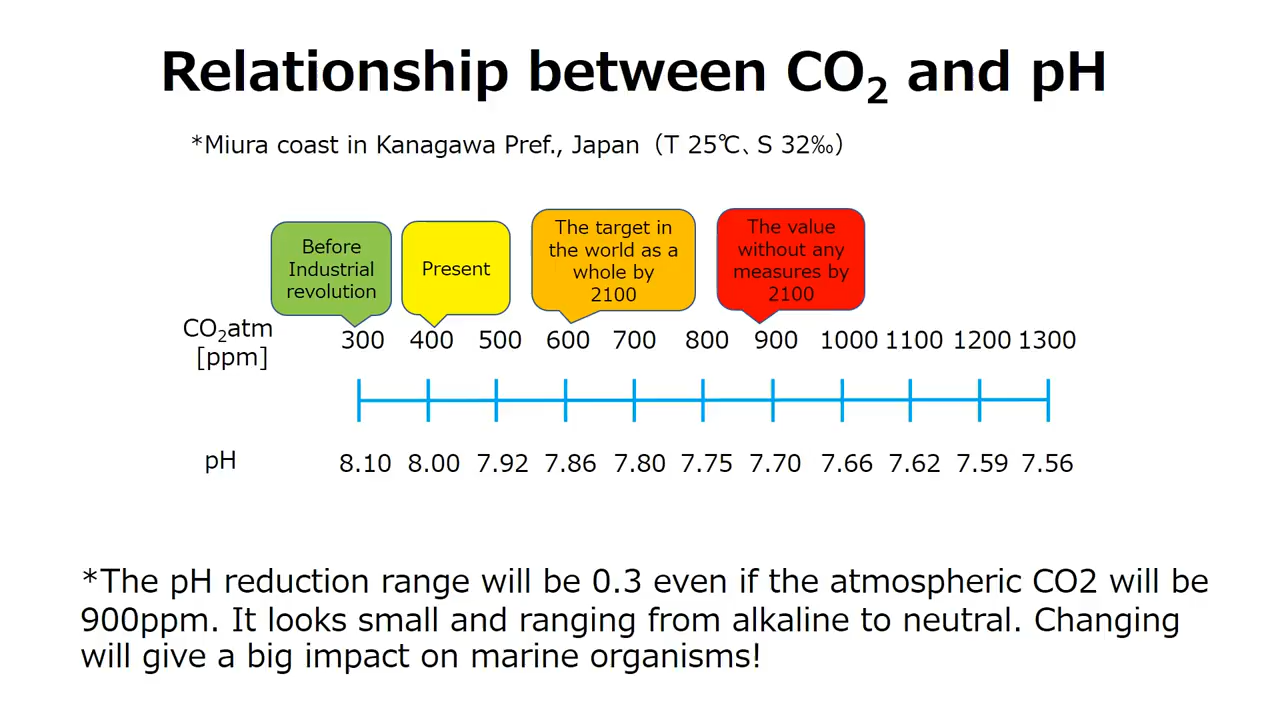 Relationship between CO₂ and pH
*Miura coast in Kanagawa Pref., Japan（T 25℃、S 32‰）
Before
Industrial
revolution
Present
The target in
the world as a
whole by
2100
The value
without any
measures by
2100
CO₂atm
[ppm]
300 400 500 600 700 800 900 1000 1100 1200 1300
pH 8.10 8.00 7.92 7.86 7.80 7.75 7.70 7.66 7.62 7.59 7.56
*The pH reduction range will be 0.3 even if the atmospheric CO2 will be
900ppm. It looks small and ranging from alkaline to neutral. Changing
will give a big impact on marine organisms!